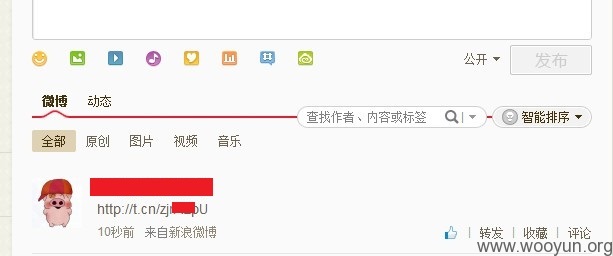 公开 发布
微博 动态
查找作者、内容或标签 智能排序
全部 原创 图片 视频 音乐
http://t.cn/zj
pU
10秒前 来自新浪微博
转发 收藏 评论
www.wooyun.org